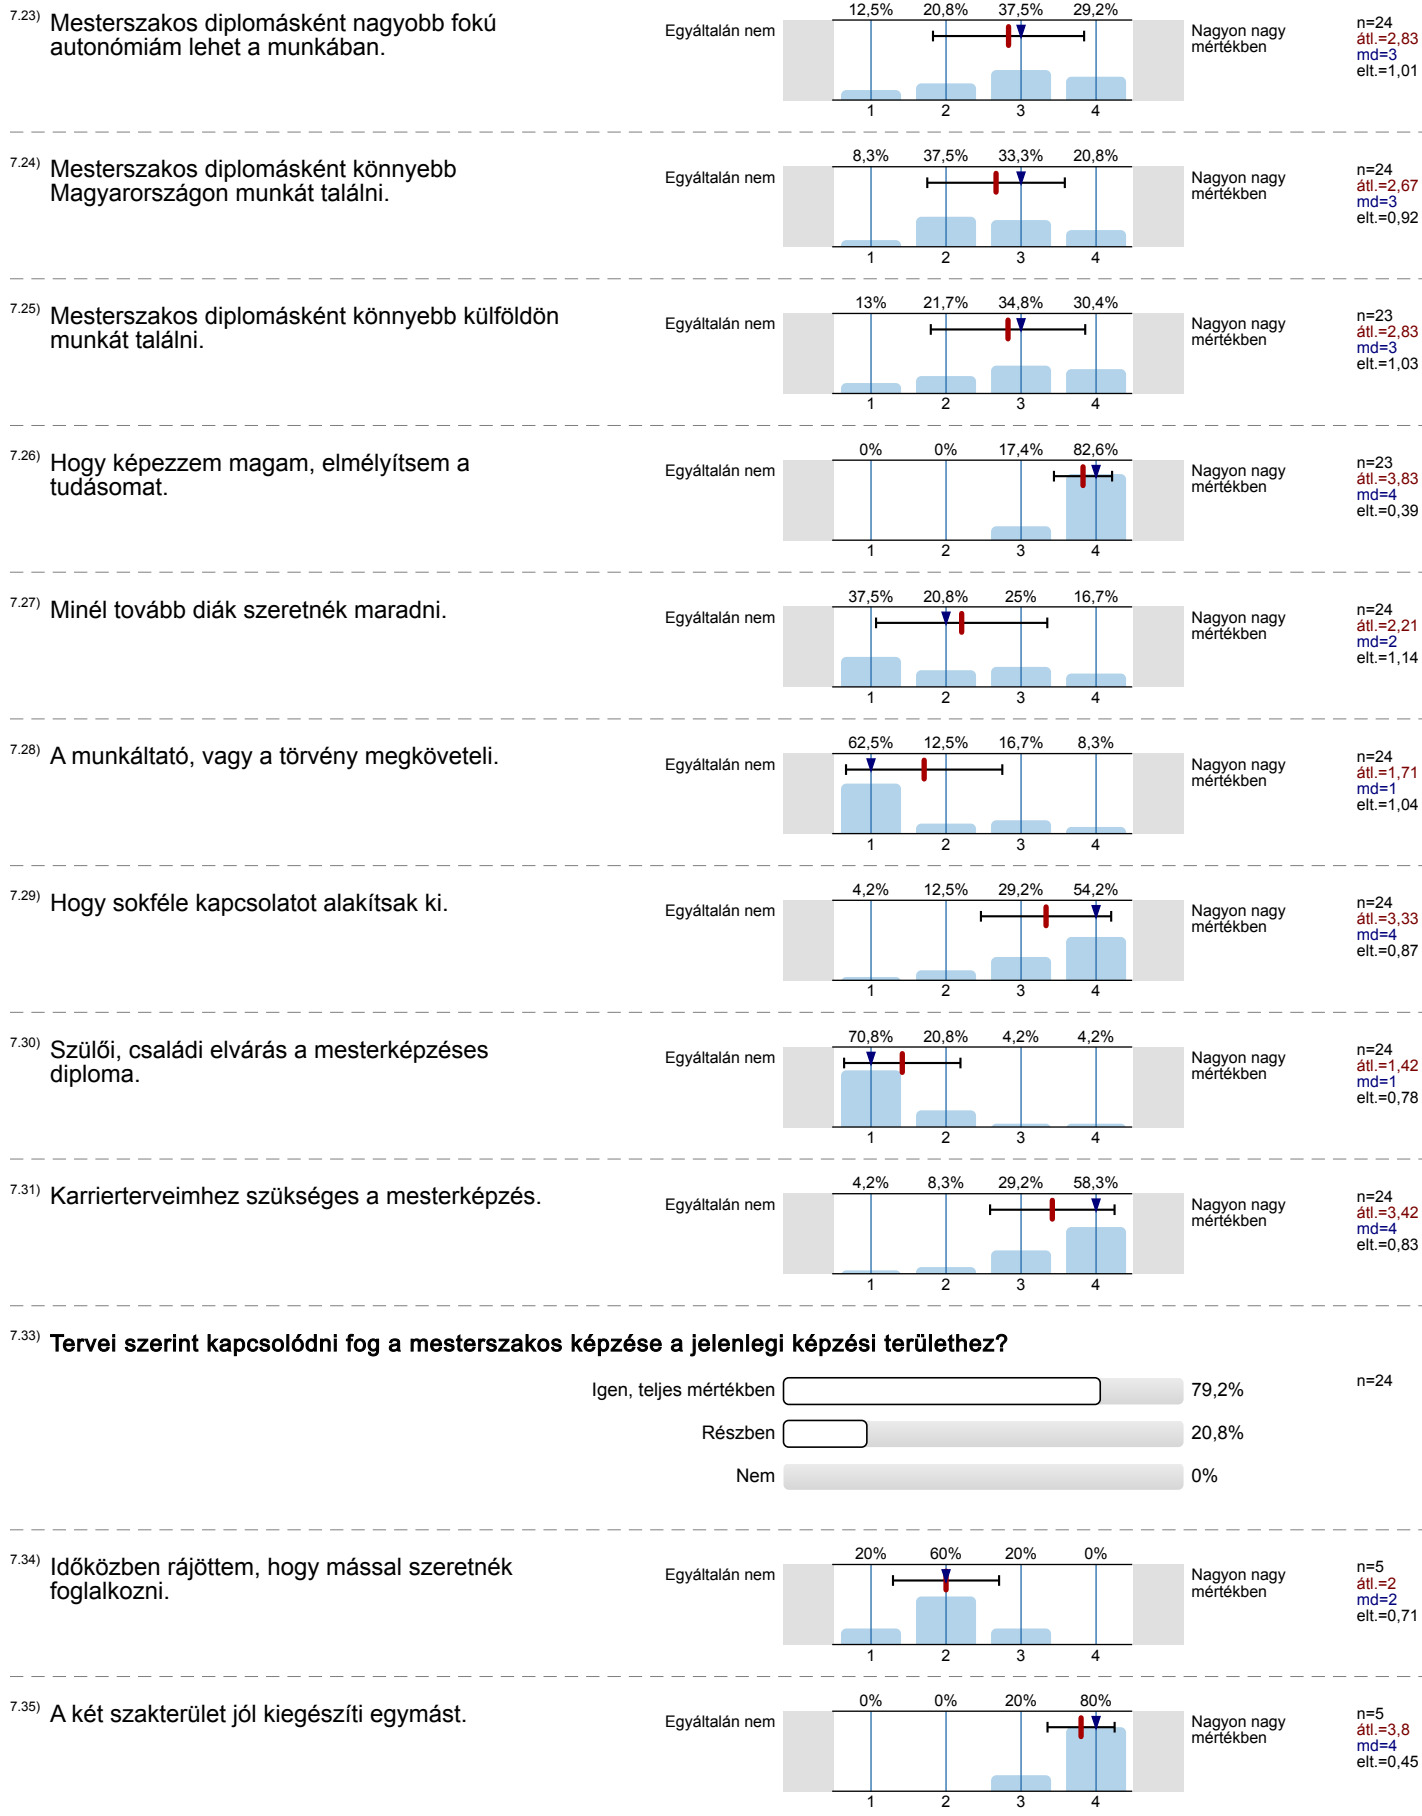 7.23) Mesterszakos diplomásként nagyobb fokú
autonómiám lehet a munkában.
Egyáltalán nem
12,5% 20,8% 37,5% 29,2%
1 2 3 4
Nagyon nagy
mértékben
n=24
átl.=2,83
md=3
elt.=1,01
7.24) Mesterszakos diplomásként könnyebb
Magyarországon munkát találni.
Egyáltalán nem
8,3% 37,5% 33,3% 20,8%
1 2 3 4
Nagyon nagy
mértékben
n=24
átl.=2,67
md=3
elt.=0,92
7.25) Mesterszakos diplomásként könnyebb külföldön
munkát találni.
Egyáltalán nem
13% 21,7% 34,8% 30,4%
1 2 3 4
Nagyon nagy
mértékben
n=23
átl.=2,83
md=3
elt.=1,03
7.26) Hogy képezzem magam, elmélyítsem a
tudásomat.
Egyáltalán nem
0% 0% 17,4% 82,6%
1 2 3 4
Nagyon nagy
mértékben
n=23
átl.=3,83
md=4
elt.=0,39
7.27) Minél tovább diák szeretnék maradni.
Egyáltalán nem
37,5% 20,8% 25% 16,7%
1 2 3 4
Nagyon nagy
mértékben
n=24
átl.=2,21
md=2
elt.=1,14
7.28) A munkáltató, vagy a törvény megköveteli.
Egyáltalán nem
62,5% 12,5% 16,7% 8,3%
1 2 3 4
Nagyon nagy
mértékben
n=24
átl.=1,71
md=1
elt.=1,04
7.29) Hogy sokféle kapcsolatot alakítsak ki.
Egyáltalán nem
4,2% 12,5% 29,2% 54,2%
1 2 3 4
Nagyon nagy
mértékben
n=24
átl.=3,33
md=4
elt.=0,87
7.30) Szülői, családi elvárás a mesterképzéses
diploma.
Egyáltalán nem
70,8% 20,8% 4,2% 4,2%
1 2 3 4
Nagyon nagy
mértékben
n=24
átl.=1,42
md=1
elt.=0,78
7.31) Karrierterveimhez szükséges a mesterképzés.
Egyáltalán nem
4,2% 8,3% 29,2% 58,3%
1 2 3 4
Nagyon nagy
mértékben
n=24
átl.=3,42
md=4
elt.=0,83
7.33) Tervei szerint kapcsolódni fog a mesterszakos képzése a jelenlegi képzési területhez?
Igen, teljes mértékben 79,2% n=24
Részben 20,8%
Nem 0%
7.34) Időközben rájöttem, hogy mással szeretnék
foglalkozni.
Egyáltalán nem
20% 60% 20% 0%
1 2 3 4
Nagyon nagy
mértékben
n=5
átl.=2
md=2
elt.=0,71
7.35) A két szakterület jól kiegészíti egymást.
Egyáltalán nem
0% 0% 20% 80%
1 2 3 4
Nagyon nagy
mértékben
n=5
átl.=3,8
md=4
elt.=0,45